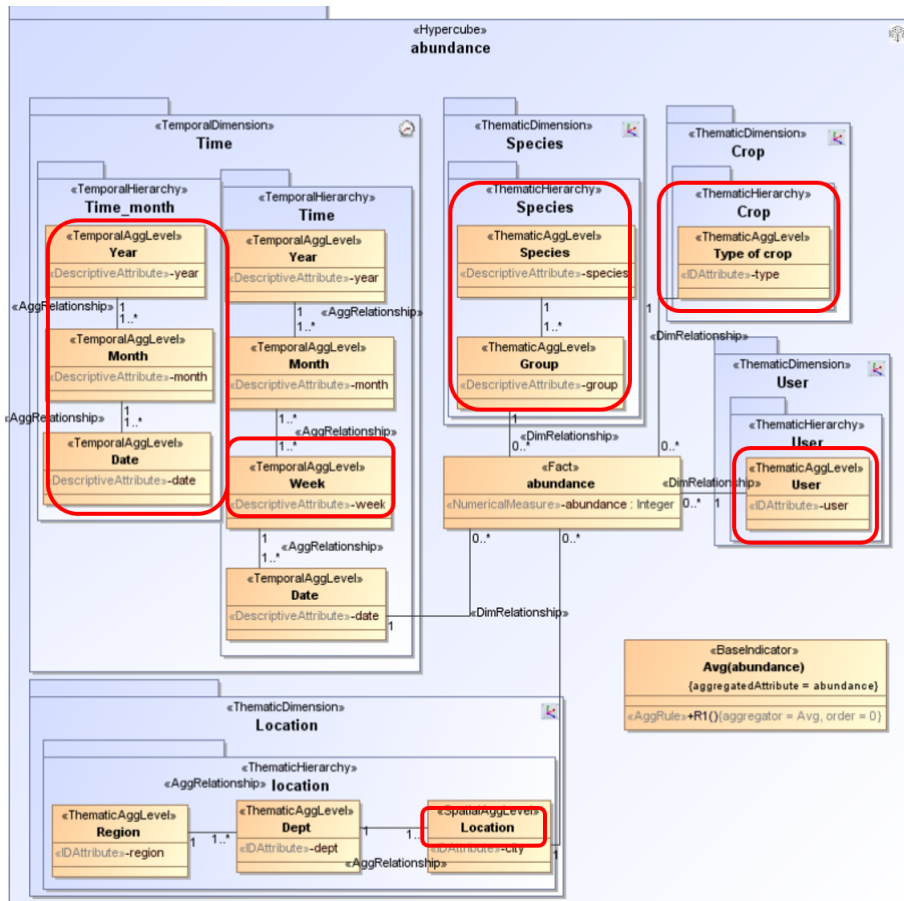 «Hypercube»
abundance
«TemporalDimension»
Time
«TemporalHierarchy»
Time_month
«TemporalAggLevel»
Year
«DescriptiveAttribute»-year
«AggRelationship»
1
1..*
«TemporalAggLevel»
Month
«DescriptiveAttribute»-month
«AggRelationship»
1
1..*
«TemporalAggLevel»
Date
«DescriptiveAttribute»-date
«TemporalHierarchy»
Time
«TemporalAggLevel»
Year
«DescriptiveAttribute»-year
1
«AggRelationship»
1..*
«TemporalAggLevel»
Month
«DescriptiveAttribute»-month
1..*
«AggRelationship»
1..*
«TemporalAggLevel»
Week
«DescriptiveAttribute»-week
1
«AggRelationship»
1..*
«TemporalAggLevel»
Date
«DescriptiveAttribute»-date
1
«ThematicDimension»
Species
«ThematicHierarchy»
Species
«ThematicAggLevel»
Species
«DescriptiveAttribute»-species
1
1..*
«ThematicAggLevel»
Group
«DescriptiveAttribute»-group
1
«DimRelationship»
0..*
«ThematicDimension»
Crop
«ThematicHierarchy»
Crop
«ThematicAggLevel»
Type of crop
«IDAttribute»-type
1
«DimRelationship»
0..*
«ThematicDimension»
User
«ThematicHierarchy»
User
«ThematicAggLevel»
User
«IDAttribute»-user
«DimRelationship»
0..*
1
«Fact»
abundance
«NumericalMeasure»-abundance : Integer
0..*
0..*
«DimRelationship»
«BaseIndicator»
Avg(abundance)
{aggregatedAttribute = abundance}
«AggRule»+R1(){aggregator = Avg, order = 0}
«ThematicDimension»
Location
«ThematicHierarchy»
«AggRelationship» location
«ThematicAggLevel»
Region
«IDAttribute»-region
1
1..*
«ThematicAggLevel»
Dept
«IDAttribute»-dept
1
1..
«SpatialAggLevel»
Location
«IDAttribute»-city
1
«AggRelationship»